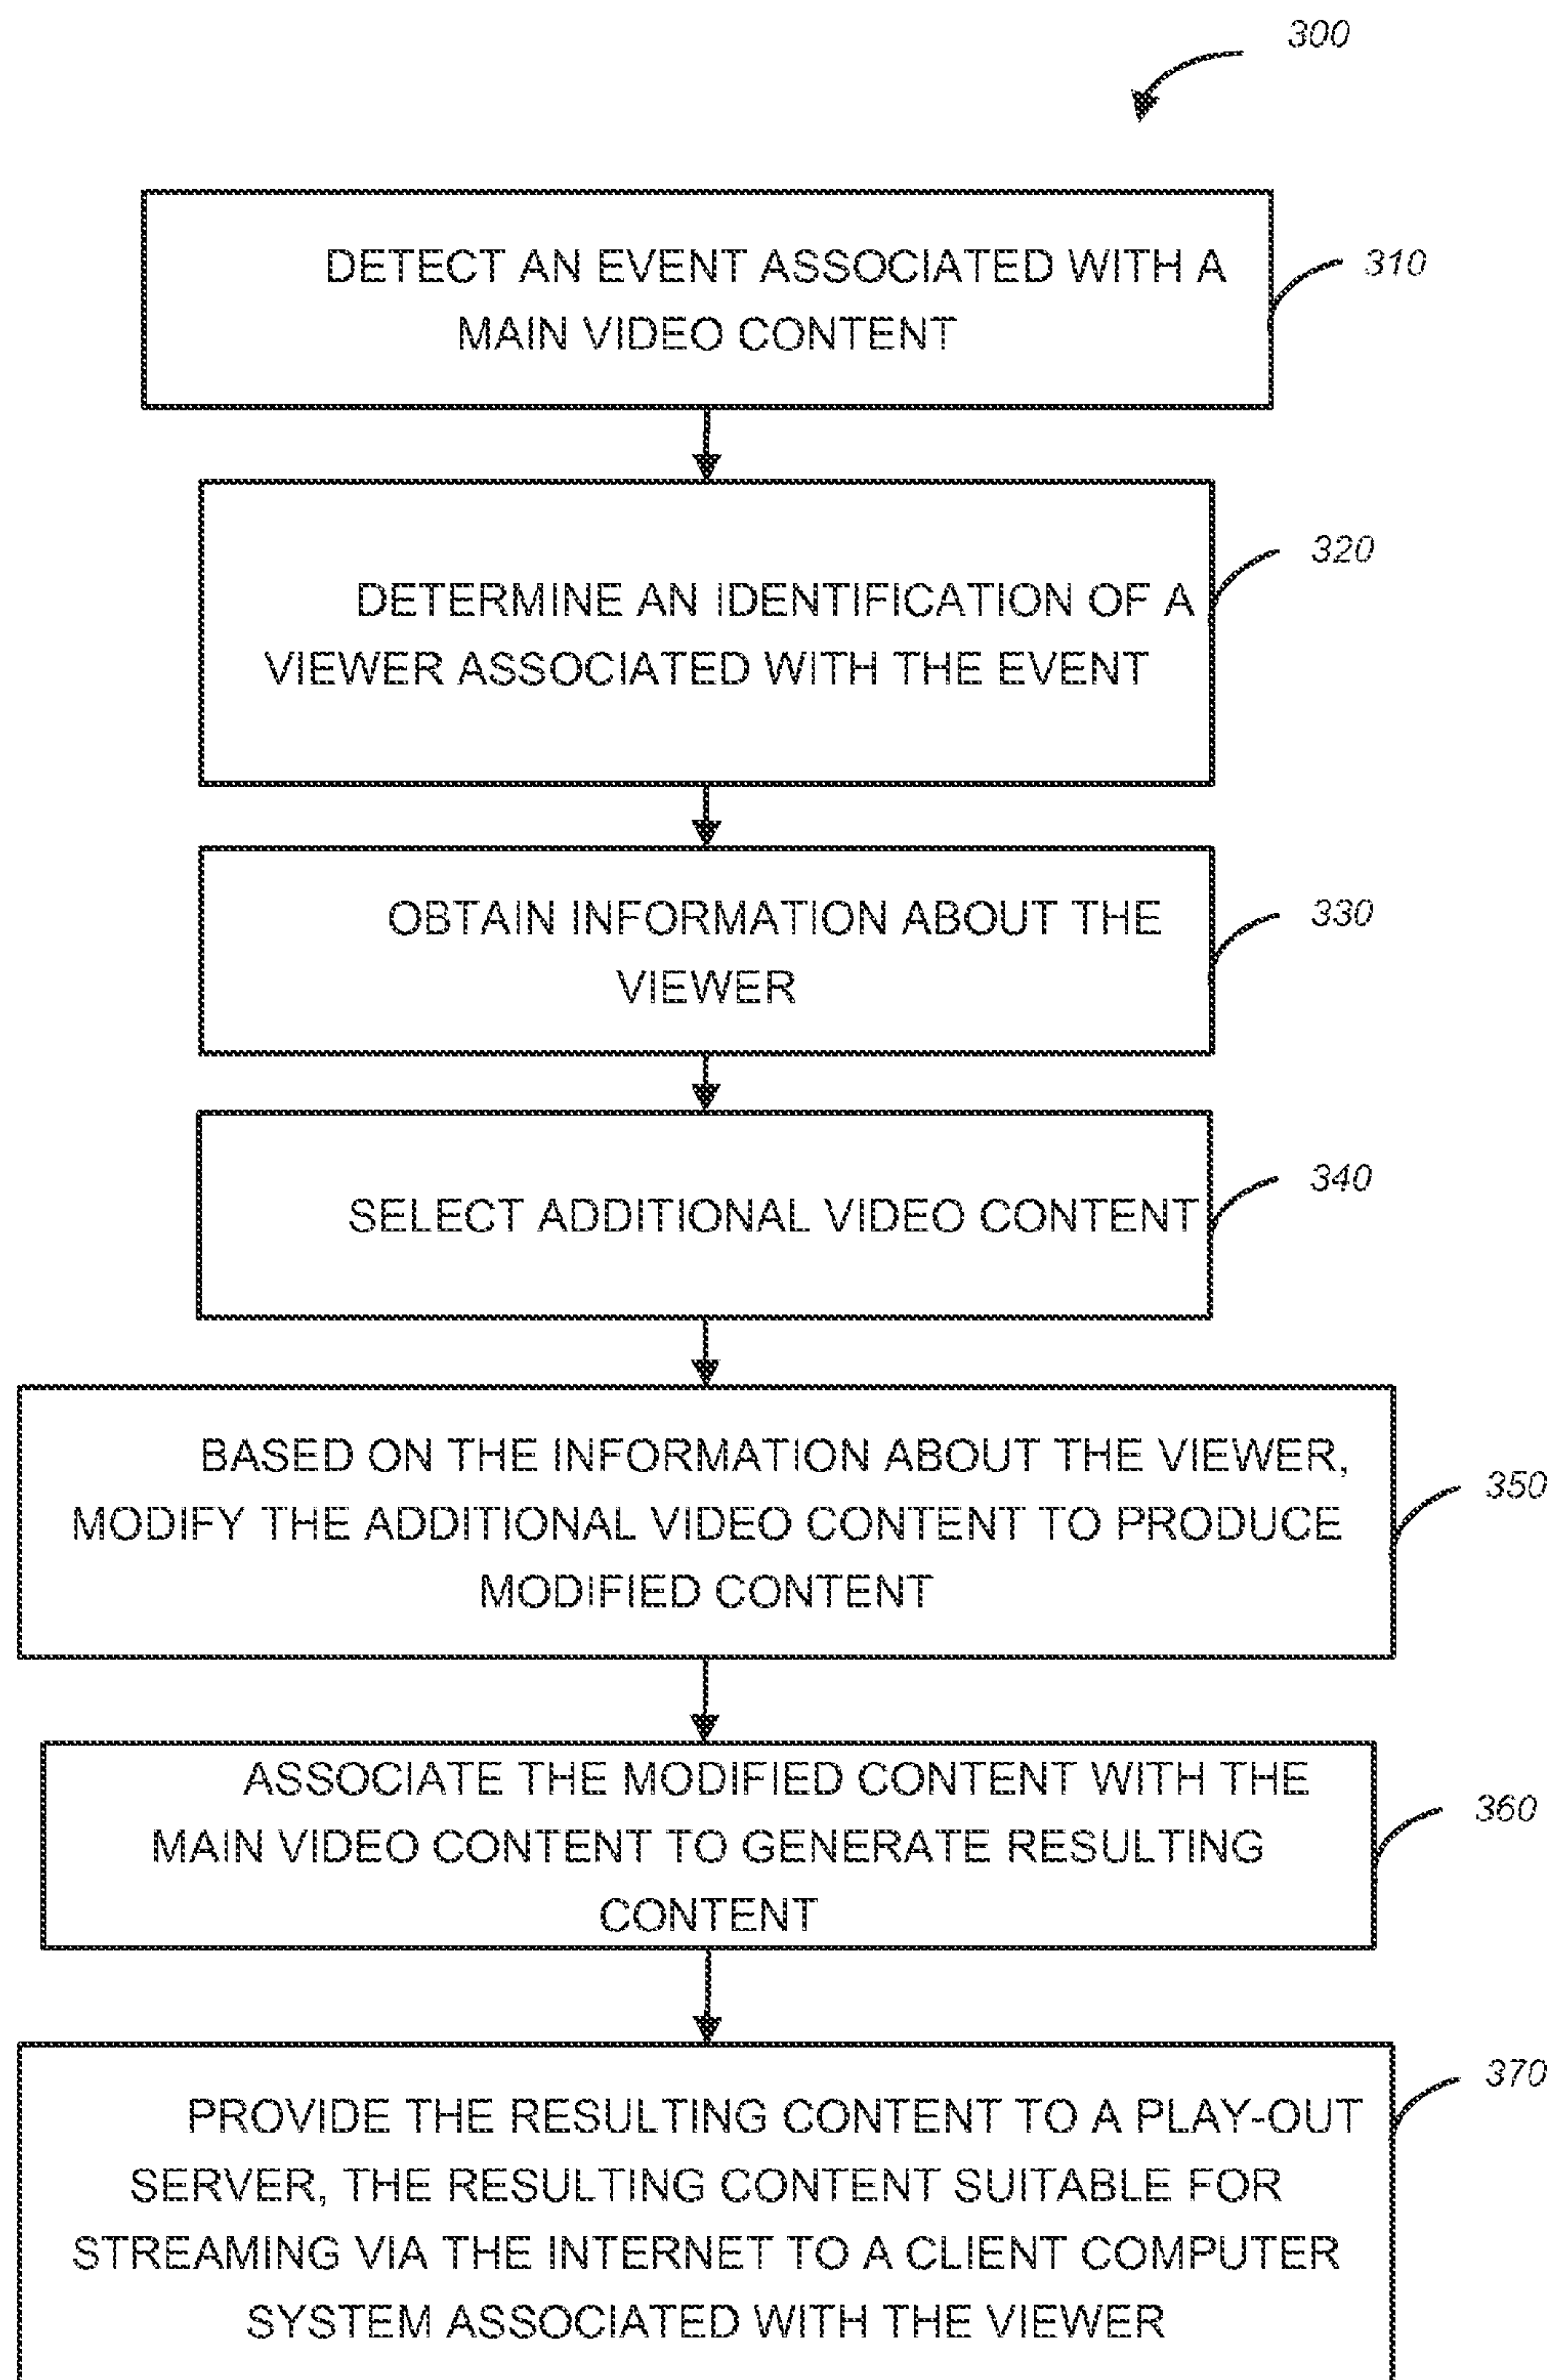 300
DETECT AN EVENT ASSOCIATED WITH A
MAIN VIDEO CONTENT
310
DETERMINE AN IDENTIFICATION OF A
VIEWER ASSOCIATED WITH THE EVENT
320
OBTAIN INFORMATION ABOUT THE
VIEWER
330
SELECT ADDITIONAL VIDEO CONTENT
340
BASED ON THE INFORMATION ABOUT THE VIEWER,
MODIFY THE ADDITIONAL VIDEO CONTENT TO PRODUCE
MODIFIED CONTENT
350
ASSOCIATE THE MODIFIED CONTENT WITH THE
MAIN VIDEO CONTENT TO GENERATE RESULTING
CONTENT
360
PROVIDE THE RESULTING CONTENT TO A PLAY-OUT
SERVER, THE RESULTING CONTENT SUITABLE FOR
STREAMING VIA THE INTERNET TO A CLIENT COMPUTER
SYSTEM ASSOCIATED WITH THE VIEWER
370